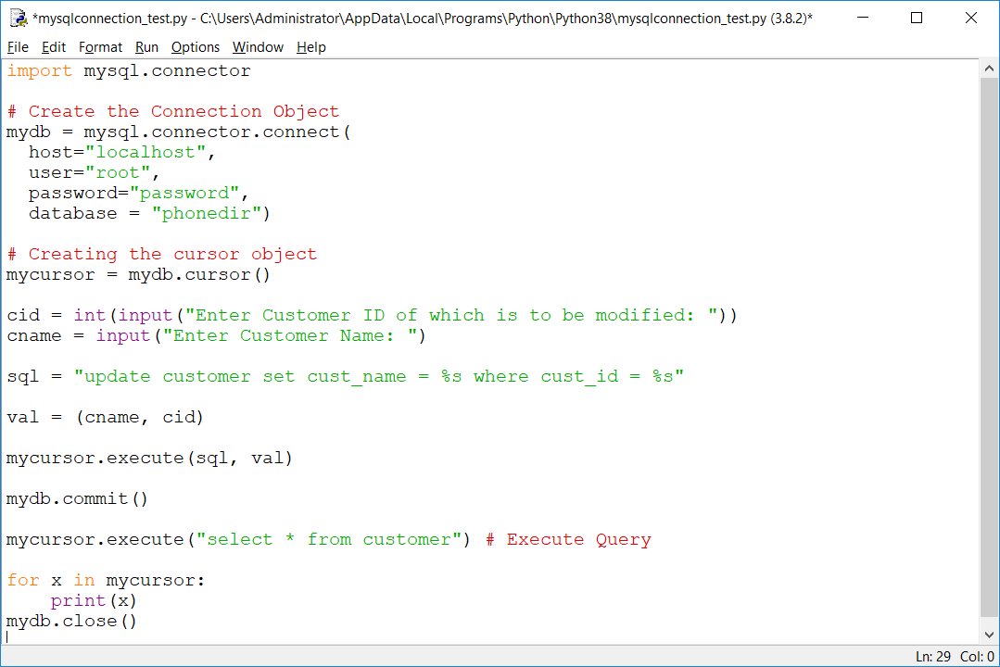 *mysqlconnection_test.py - C:\Users\Administrator\AppData\Local\Programs\Python\Python38\mysqlconnection_test.py (3.8.2)*
File Edit Format Run Options Window Help
import mysql.connector
# Create the Connection Object
mydb = mysql.connector.connect(
  host="localhost",
  user="root",
  password="password",
  database = "phonedir")
# Creating the cursor object
mycursor = mydb.cursor()
cid = int(input("Enter Customer ID of which is to be modified: "))
cname = input("Enter Customer Name: ")
sql = "update customer set cust_name = %s where cust_id = %s"
val = (cname, cid)
mycursor.execute(sql, val)
mydb.commit()
mycursor.execute("select * from customer") # Execute Query
for x in mycursor:
    print(x)
mydb.close()
Ln: 29 Col: 0